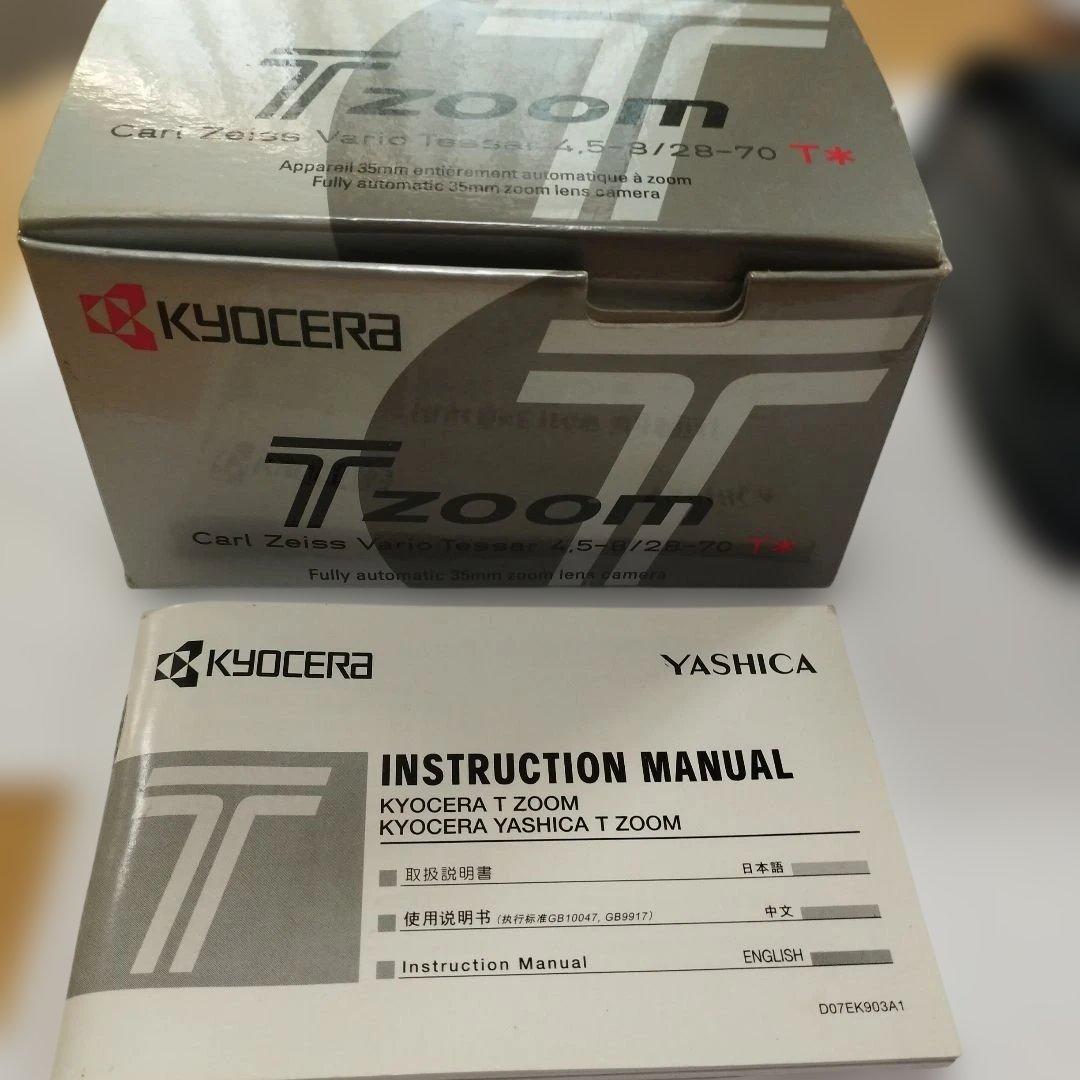 T zoom
Carl Zeiss Vario Tessar 4,5-8/28-70 T*
Appareil 35mm entièrement automatique à zoom
Fully automatic 35mm zoom lens camera
KYOCERA
T zoom
Carl Zeiss Vario Tessar 4,5-8/28-70 T*
Fully automatic 35mm zoom lens camera
KYOCERA YASHICA
T
INSTRUCTION MANUAL
KYOCERA T ZOOM
KYOCERA YASHICA T ZOOM
取扱説明書 日本語
使用说明书 (执行标准GB10047, GB9917) 中文
Instruction Manual ENGLISH
D07EK903A1